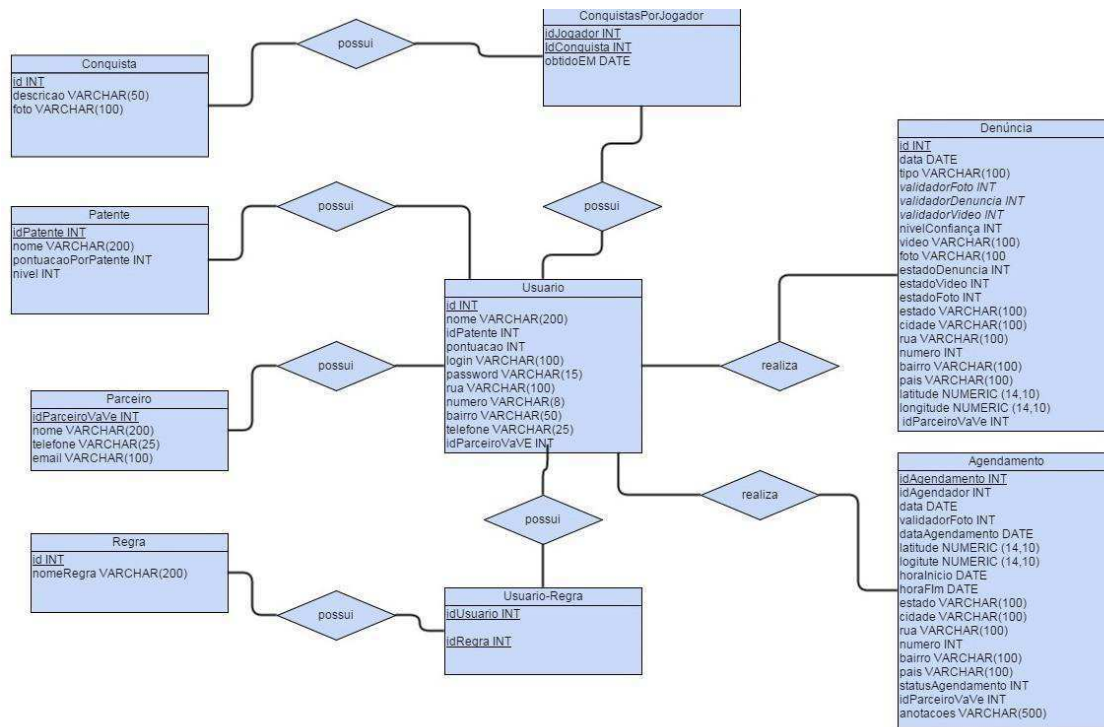 ConquistasPorJogador
idJogador INT
IdConquista INT
obtidoEM DATE
possui
Conquista
id INT
descricao VARCHAR(50)
foto VARCHAR(100)
Denúncia
id INT
data DATE
tipo VARCHAR(100)
validadorFoto INT
validadorDenuncia INT
validadorVideo INT
nivelConfiança INT
video VARCHAR(100)
foto VARCHAR(100
estadoDenuncia INT
estadoVideo INT
estadoFoto INT
estado VARCHAR(100)
cidade VARCHAR(100)
rua VARCHAR(100)
numero INT
bairro VARCHAR(100)
pais VARCHAR(100)
latitude NUMERIC (14,10)
longitude NUMERIC (14,10)
idParceiroVaVe INT
possui
possui
Patente
idPatente INT
nome VARCHAR(200)
pontuacaoPorPatente INT
nivel INT
Usuario
id INT
nome VARCHAR(200)
idPatente INT
pontuacao INT
login VARCHAR(100)
password VARCHAR(15)
rua VARCHAR(100)
numero VARCHAR(8)
bairro VARCHAR(50)
telefone VARCHAR(25)
idParceiroVaVE INT
possui
realiza
Parceiro
idParceiroVaVe INT
nome VARCHAR(200)
telefone VARCHAR(25)
email VARCHAR(100)
Agendamento
idAgendamento INT
idAgendador INT
data DATE
validadorFoto INT
dataAgendamento DATE
latitude NUMERIC (14,10)
logitute NUMERIC (14,10)
horaInicio DATE
horaFIm DATE
estado VARCHAR(100)
cidade VARCHAR(100)
rua VARCHAR(100)
numero INT
bairro VARCHAR(100)
pais VARCHAR(100)
statusAgendamento INT
idParceiroVaVe INT
anotacoes VARCHAR(500)
realiza
possui
Regra
id INT
nomeRegra VARCHAR(200)
Usuario-Regra
idUsuario INT
idRegra INT
possui